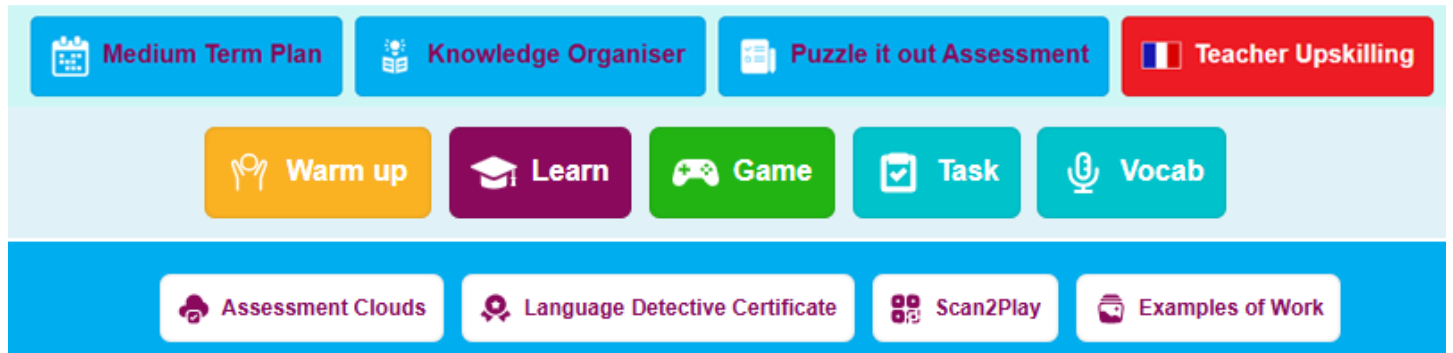 Medium Term Plan Knowledge Organiser Puzzle it out Assessment Teacher Upskilling
Warm up Learn Game Task Vocab
Assessment Clouds Language Detective Certificate Scan2Play Examples of Work